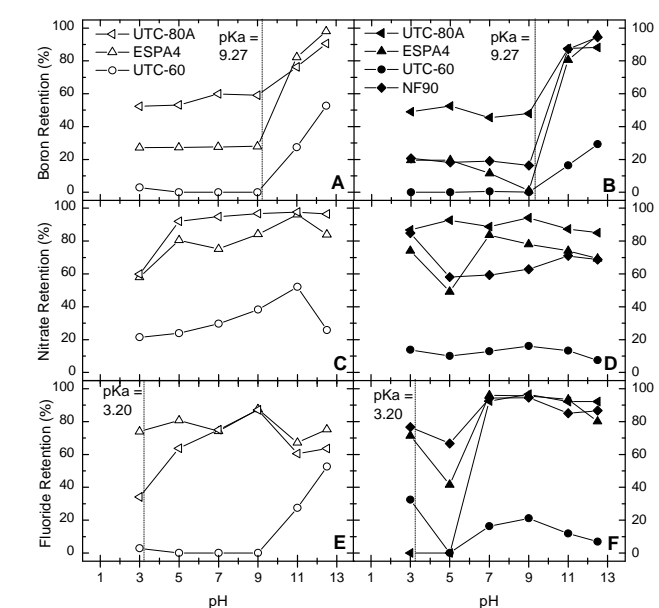 UTC-80A
ESPA4
UTC-60
pKa =
9.27
A
UTC-80A
ESPA4
UTC-60
NF90
pKa =
9.27
B
Boron Retention (%)
100
80
60
40
20
0
100
80
60
40
20
0
C
D
Nitrate Retention (%)
100
80
60
40
20
0
100
80
60
40
20
0
pKa =
3.20
E
pKa =
3.20
F
Fluoride Retention (%)
100
80
60
40
20
0
100
80
60
40
20
0
1 3 5 7 9 11 13
1 3 5 7 9 11 13
pH
pH